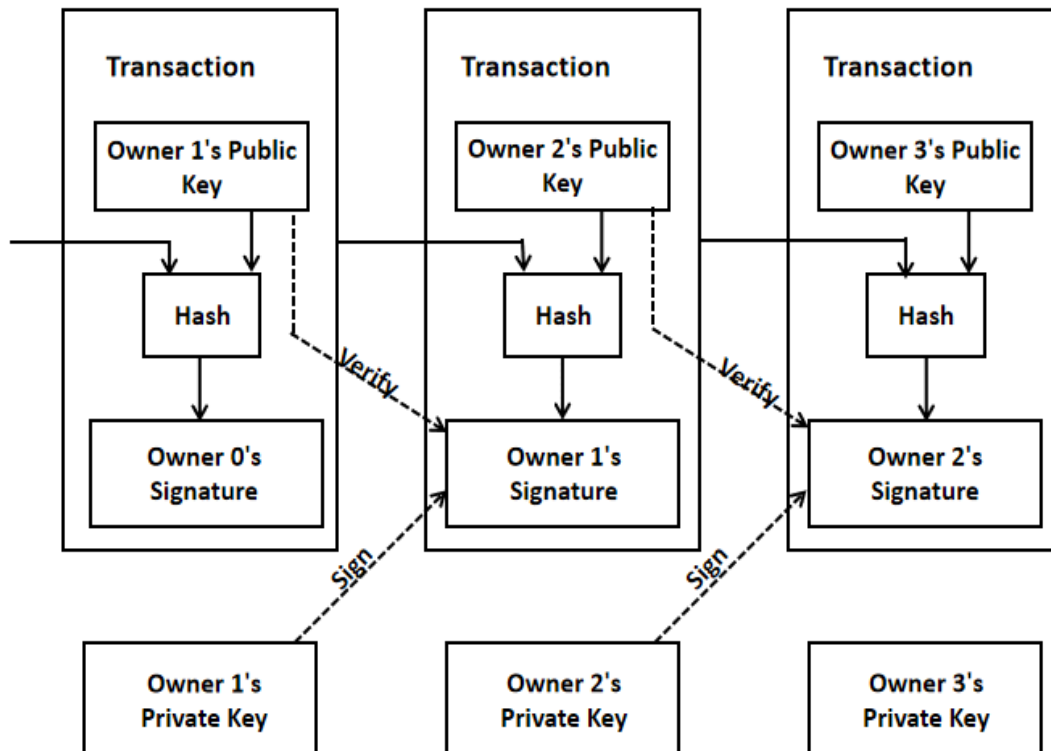 Transaction
Transaction
Transaction
Owner 1's Public
Key
Owner 2's Public
Key
Owner 3's Public
Key
Hash
Hash
Hash
Verify
Verify
Owner 0's
Signature
Owner 1's
Signature
Owner 2's
Signature
Sign
Sign
Owner 1's
Private Key
Owner 2's
Private Key
Owner 3's
Private Key